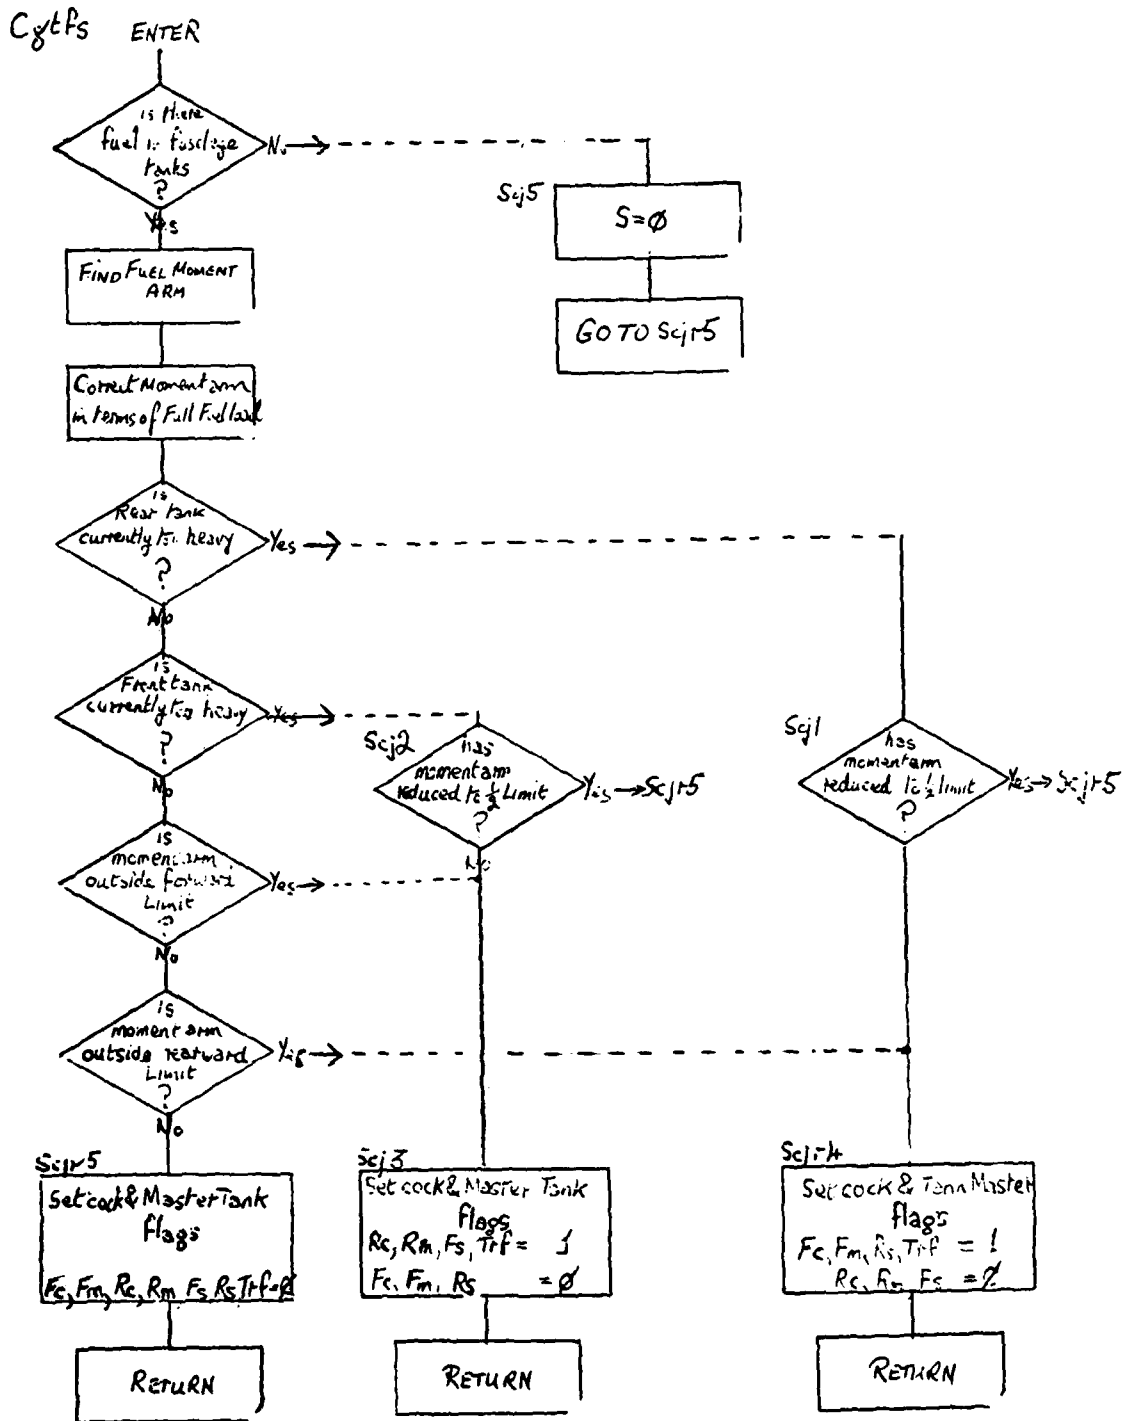 Cgtfs
ENTER
is there
fuel in fuselage
tanks
?
No
Yes
Scj5
S=Ø
GO TO Scjr5
FIND FUEL MOMENT
ARM
Correct Moment arm
in terms of Full Fuel load
is
Rear tank
currently too heavy
?
Yes
No
is
Front tank
currently too heavy
?
Yes
No
Scj2
has
moment arm
reduced to ½ Limit
?
Yes → Scjr5
No
Scj1
has
moment arm
reduced to ½ limit
?
Yes → Scjr5
is
moment arm
outside forward
Limit
?
Yes
No
is
moment arm
outside rearward
Limit
?
Yes
No
Scjr5
Set cock & Master Tank
flags
Fc, Fm, Rc, Rm Fs Rs Trf=Ø
RETURN
Scj3
Set cock & Master Tank
flags
Rc, Rm, Fs, Trf = 1
Fc, Fm, Rs =Ø
RETURN
Scjr4
Set cock & Tank Master
flags
Fc, Fm, Rs, Trf = 1
Rc, Rm, Fs =Ø
RETURN